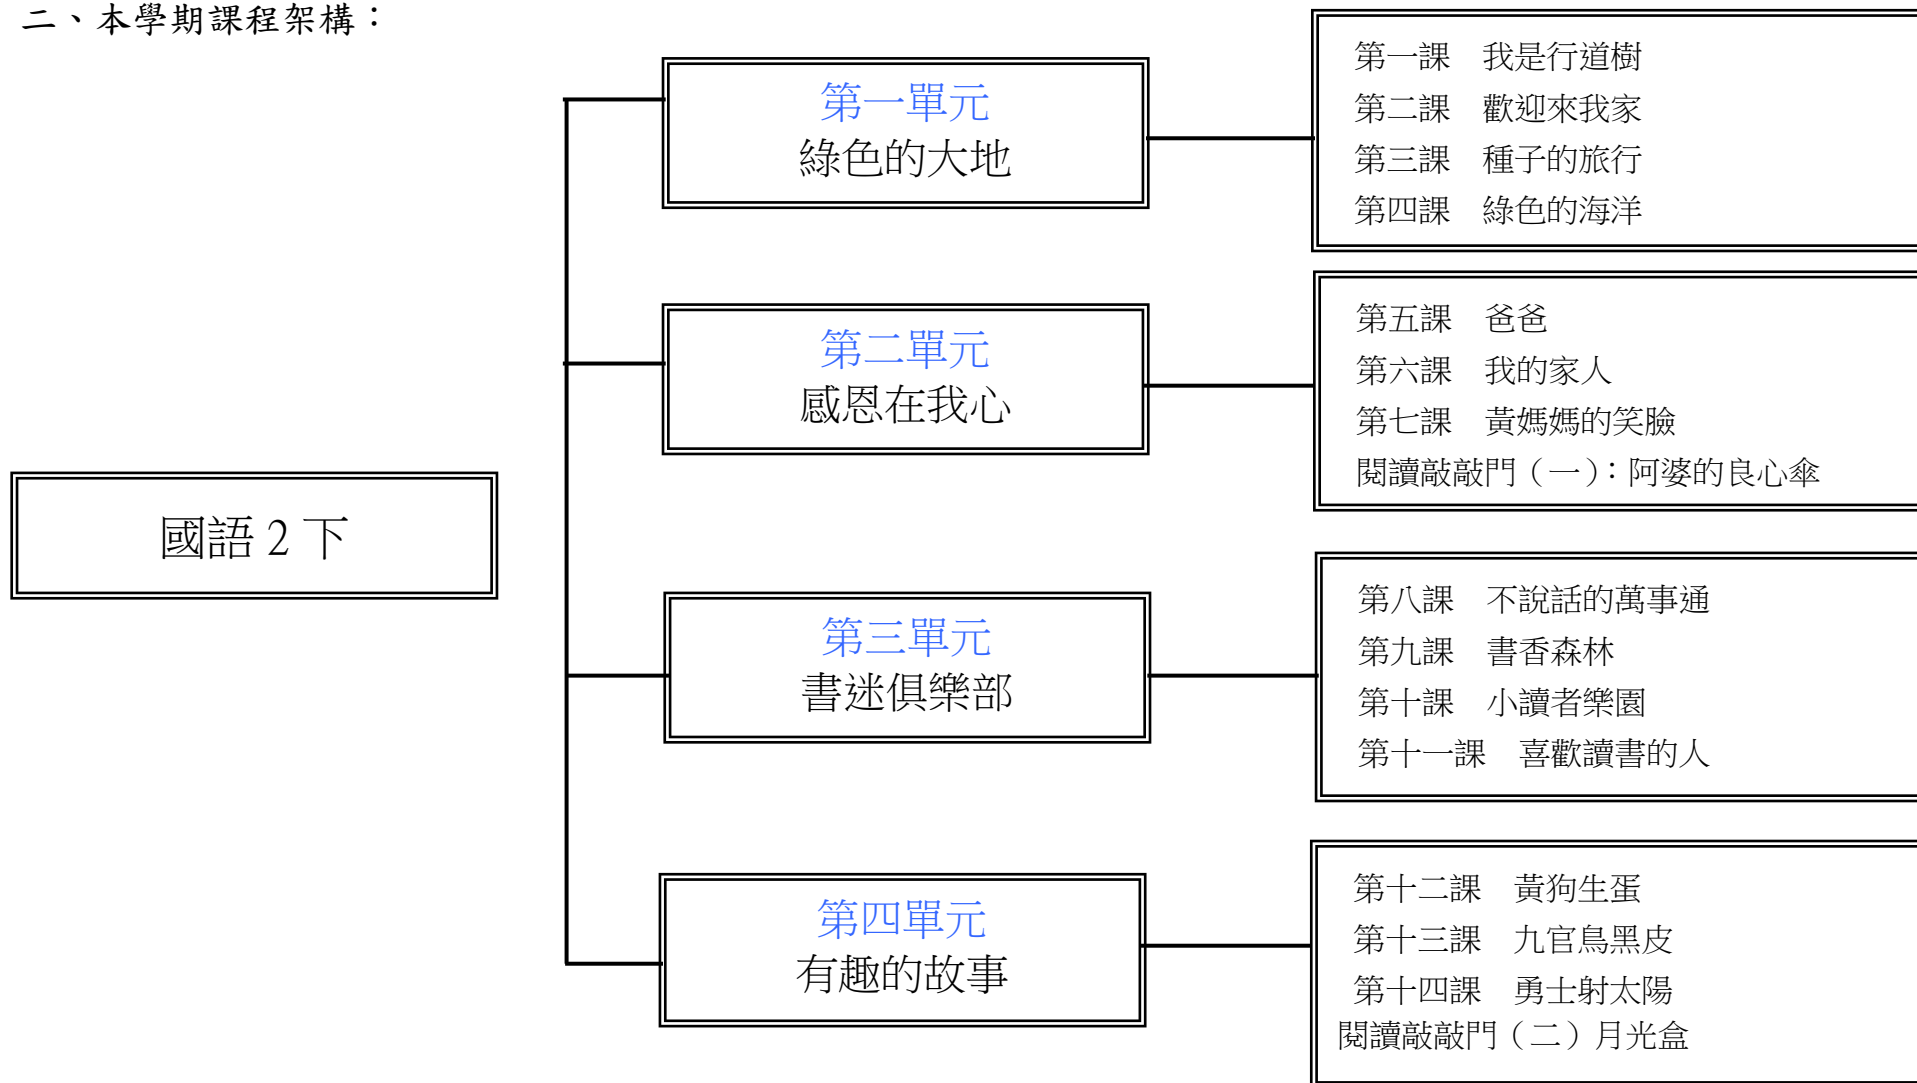 二、本學期課程架構：
國語 2 下
第一單元
綠色的大地
第一課　我是行道樹
第二課　歡迎來我家
第三課　種子的旅行
第四課　綠色的海洋
第二單元
感恩在我心
第五課　爸爸
第六課　我的家人
第七課　黃媽媽的笑臉
閱讀敲敲門（一）：阿婆的良心傘
第三單元
書迷俱樂部
第八課　不說話的萬事通
第九課　書香森林
第十課　小讀者樂園
第十一課　喜歡讀書的人
第四單元
有趣的故事
第十二課　黃狗生蛋
第十三課　九官鳥黑皮
第十四課　勇士射太陽
閱讀敲敲門（二）月光盒